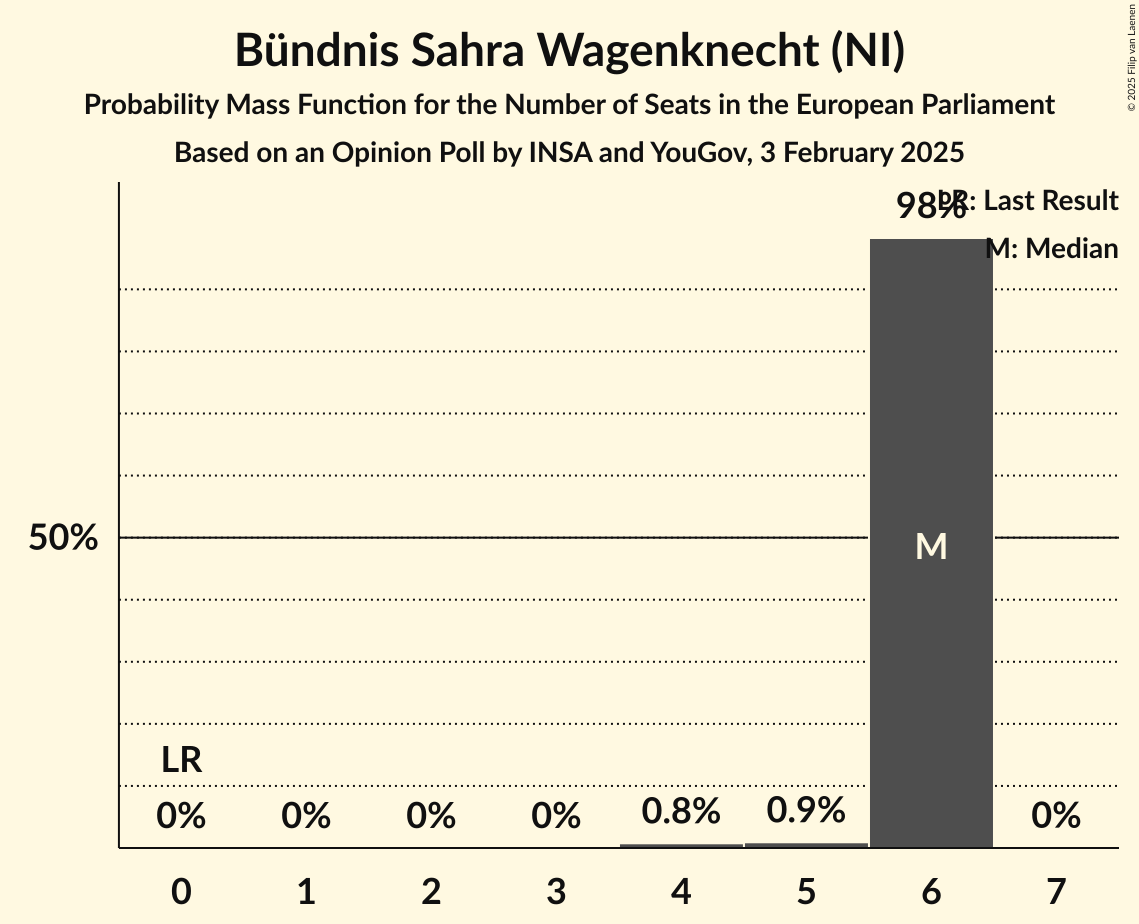 Bündnis Sahra Wagenknecht (NI)
Probability Mass Function for the Number of Seats in the European Parliament
Based on an Opinion Poll by INSA and YouGov, 3 February 2025
© 2025 Filip van Laenen
98%
LR: Last Result
M: Median
50%
M
LR
0% 0% 0% 0% 0.8% 0.9% 0%
0 1 2 3 4 5 6 7